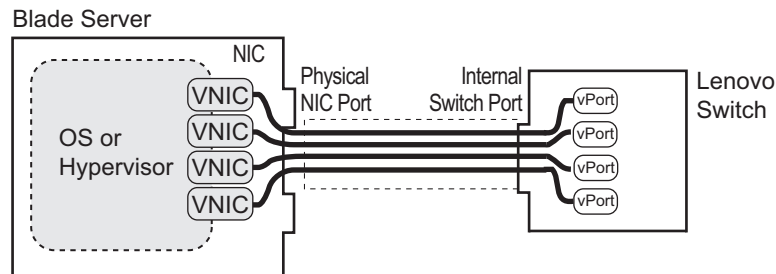 Blade Server
NIC
Physical
NIC Port
Internal
Switch Port
Lenovo
Switch
OS or
Hypervisor
VNIC
VNIC
VNIC
VNIC
vPort
vPort
vPort
vPort